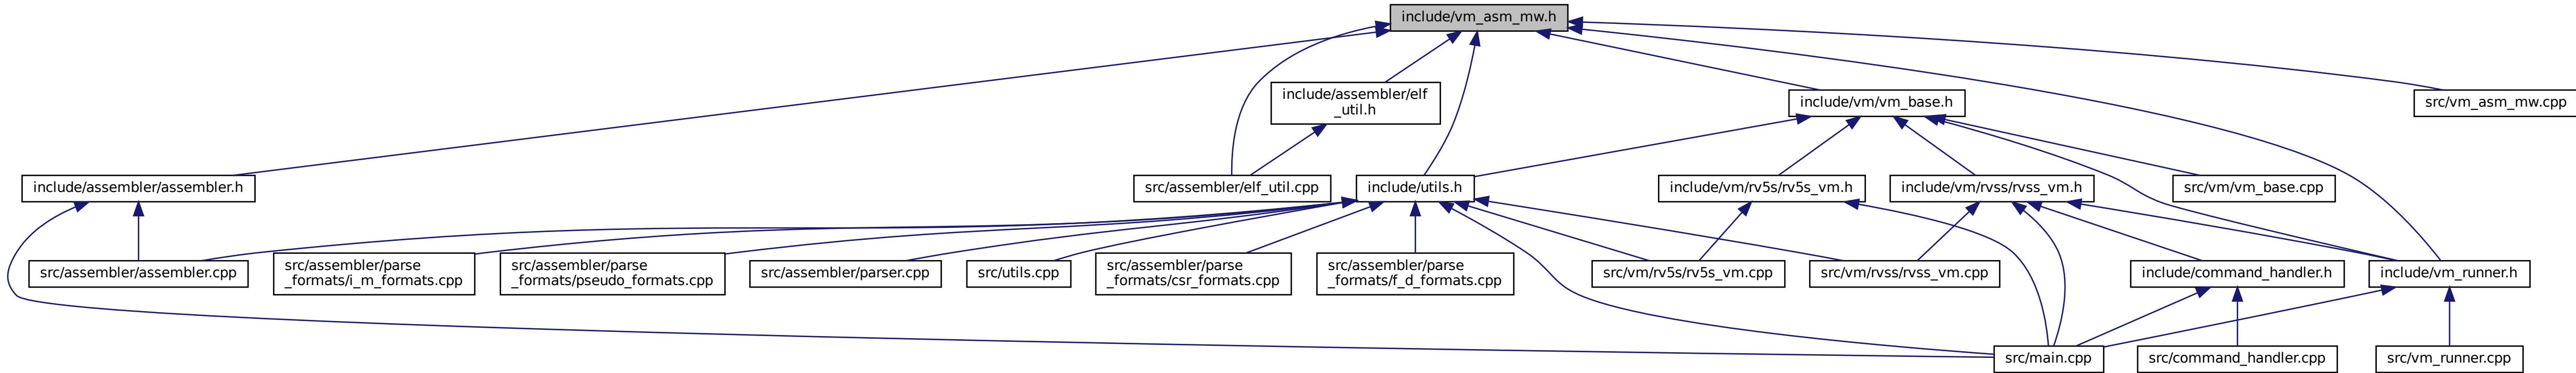 include/vm_asm_mw.h
include/assembler/elf
_util.h
include/vm/vm_base.h
src/vm_asm_mw.cpp
include/assembler/assembler.h
src/assembler/elf_util.cpp
include/utils.h
include/vm/rv5s/rv5s_vm.h
include/vm/rvss/rvss_vm.h
src/vm/vm_base.cpp
src/assembler/assembler.cpp
src/assembler/parse
_formats/i_m_formats.cpp
src/assembler/parse
_formats/pseudo_formats.cpp
src/assembler/parser.cpp
src/utils.cpp
src/assembler/parse
_formats/csr_formats.cpp
src/assembler/parse
_formats/f_d_formats.cpp
src/vm/rv5s/rv5s_vm.cpp
src/vm/rvss/rvss_vm.cpp
include/command_handler.h
include/vm_runner.h
src/main.cpp
src/command_handler.cpp
src/vm_runner.cpp